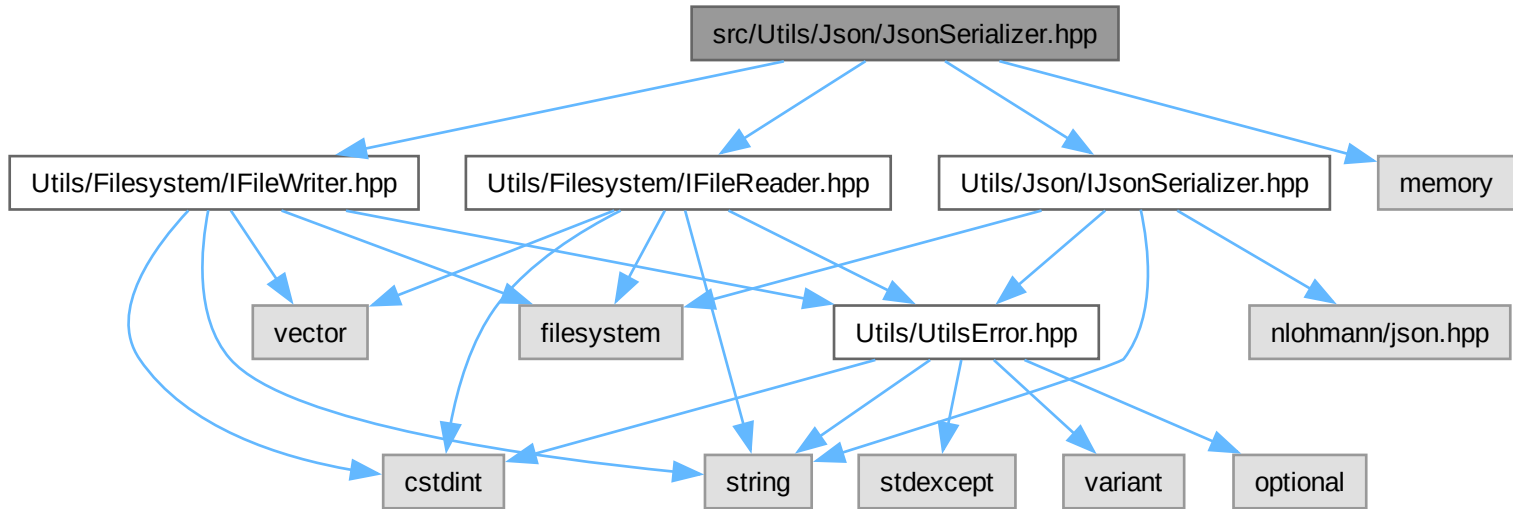 src/Utils/Json/JsonSerializer.hpp
Utils/Filesystem/IFileWriter.hpp
Utils/Filesystem/IFileReader.hpp
Utils/Json/IJsonSerializer.hpp
memory
vector
filesystem
Utils/UtilsError.hpp
nlohmann/json.hpp
cstdint
string
stdexcept
variant
optional